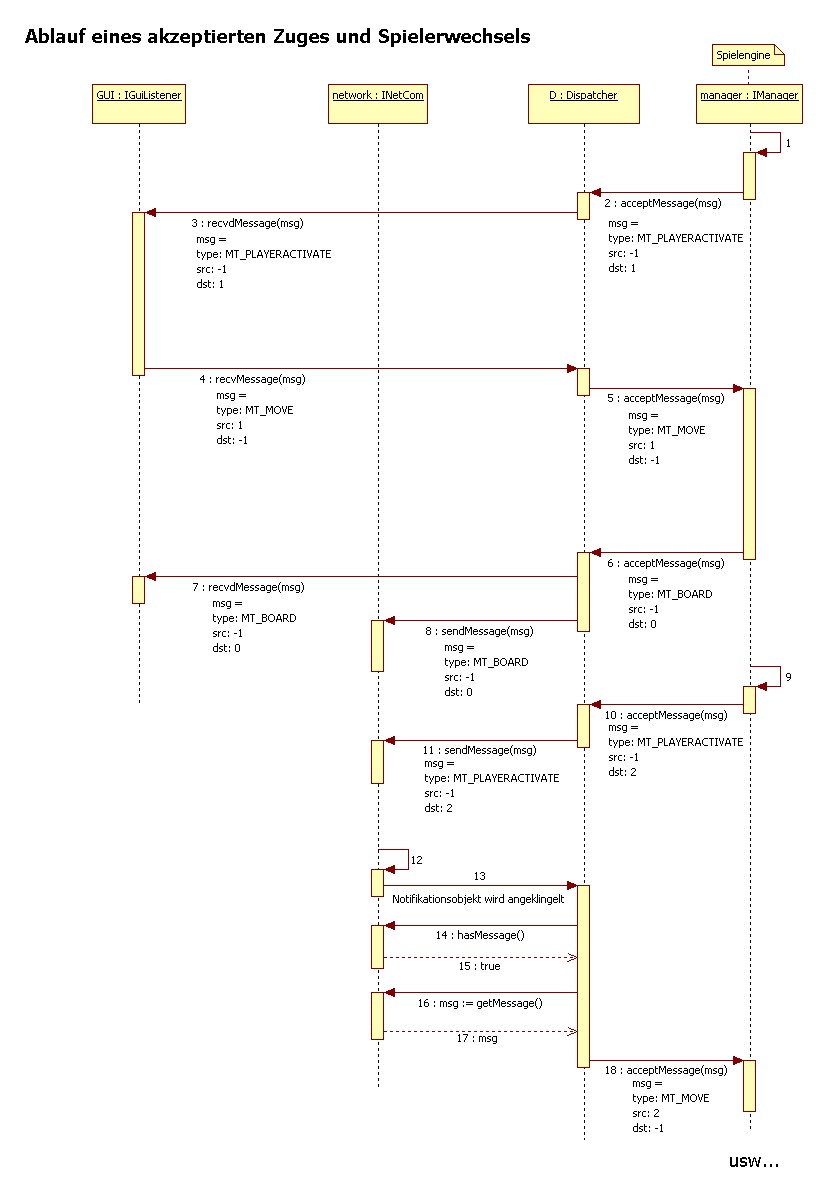 Ablauf eines akzeptierten Zuges und Spielerwechsels
Spielengine
GUI : IGuiListener
network : INetCom
D : Dispatcher
manager : IManager
1
2 : acceptMessage(msg)
msg =
type: MT_PLAYERACTIVATE
src: -1
dst: 1
3 : recvdMessage(msg)
msg =
type: MT_PLAYERACTIVATE
src: -1
dst: 1
4 : recvMessage(msg)
msg =
type: MT_MOVE
src: 1
dst: -1
5 : acceptMessage(msg)
msg =
type: MT_MOVE
src: 1
dst: -1
6 : acceptMessage(msg)
msg =
type: MT_BOARD
src: -1
dst: 0
7 : recvdMessage(msg)
msg =
type: MT_BOARD
src: -1
dst: 0
8 : sendMessage(msg)
msg =
type: MT_BOARD
src: -1
dst: 0
9
10 : acceptMessage(msg)
msg =
type: MT_PLAYERACTIVATE
src: -1
dst: 2
11 : sendMessage(msg)
msg =
type: MT_PLAYERACTIVATE
src: -1
dst: 2
12
13
Notifikationsobjekt wird angeklingelt
14 : hasMessage()
15 : true
16 : msg := getMessage()
17 : msg
18 : acceptMessage(msg)
msg =
type: MT_MOVE
src: 2
dst: -1
usw...